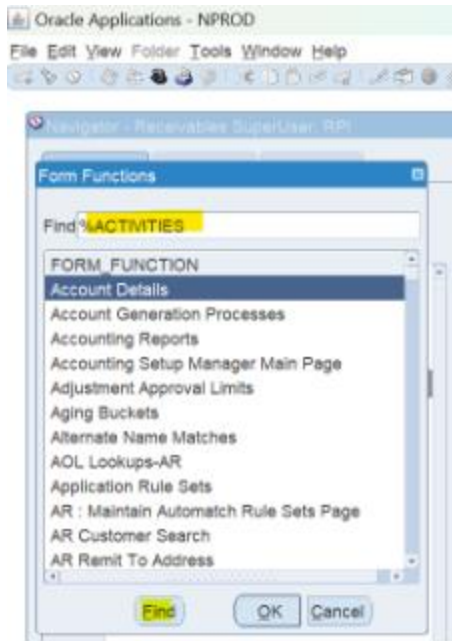 Oracle Applications - NPROD
File Edit View Folder Tools Window Help
Navigator - Receivables SuperUser, RPI
Form Functions
Find %ACTIVITIES
FORM_FUNCTION
Account Details
Account Generation Processes
Accounting Reports
Accounting Setup Manager Main Page
Adjustment Approval Limits
Aging Buckets
Alternate Name Matches
AOL Lookups-AR
Application Rule Sets
AR : Maintain Automatch Rule Sets Page
AR Customer Search
AR Remit To Address
Find OK Cancel